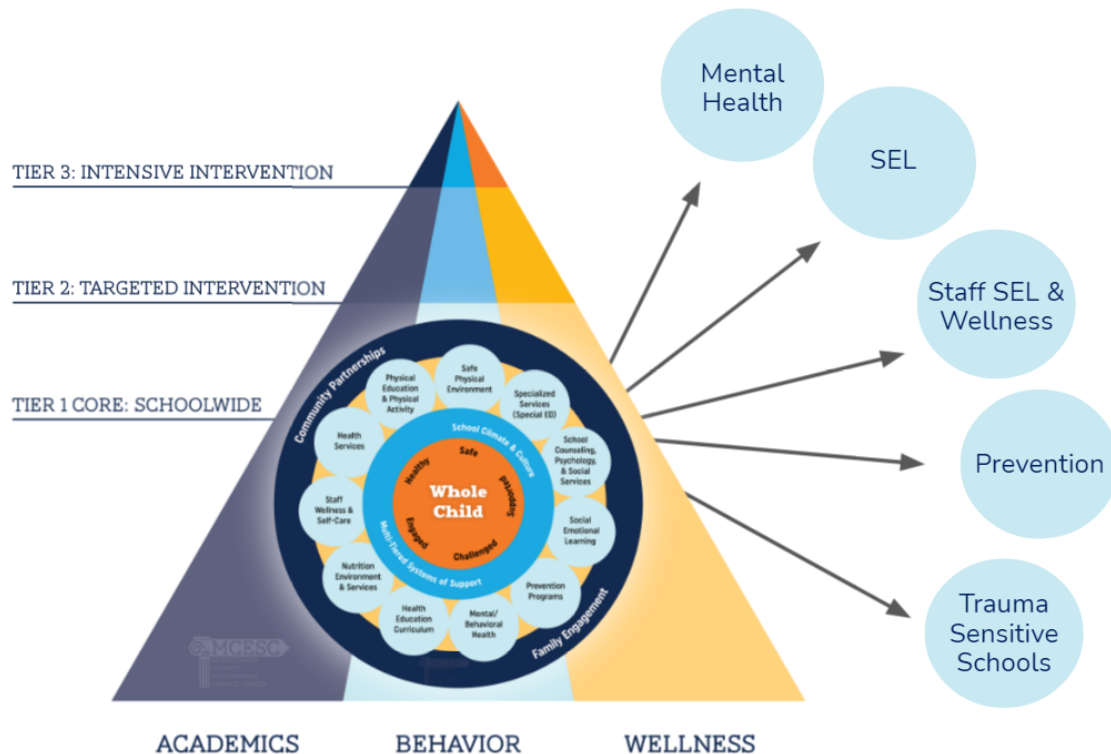 Mental
Health
SEL
Staff SEL &
Wellness
Prevention
Trauma
Sensitive
Schools
TIER 3: INTENSIVE INTERVENTION
TIER 2: TARGETED INTERVENTION
TIER 1 CORE: SCHOOLWIDE
Community Partnerships
Family Engagement
Safe
Physical
Environment
Specialized
Services
(Special ED)
School
Counseling,
Psychology,
& Social
Services
Social
Emotional
Learning
Prevention
Programs
Mental/
Behavioral
Health
Health
Education
Curriculum
Nutrition
Environment
& Services
Staff
Wellness &
Self-Care
Health
Services
Physical
Education
& Physical
Activity
School Climate & Culture
Multi-Tiered Systems of Support
Safe
Supported
Challenged
Engaged
Healthy
Whole
Child
MCESC
ACADEMICS
BEHAVIOR
WELLNESS